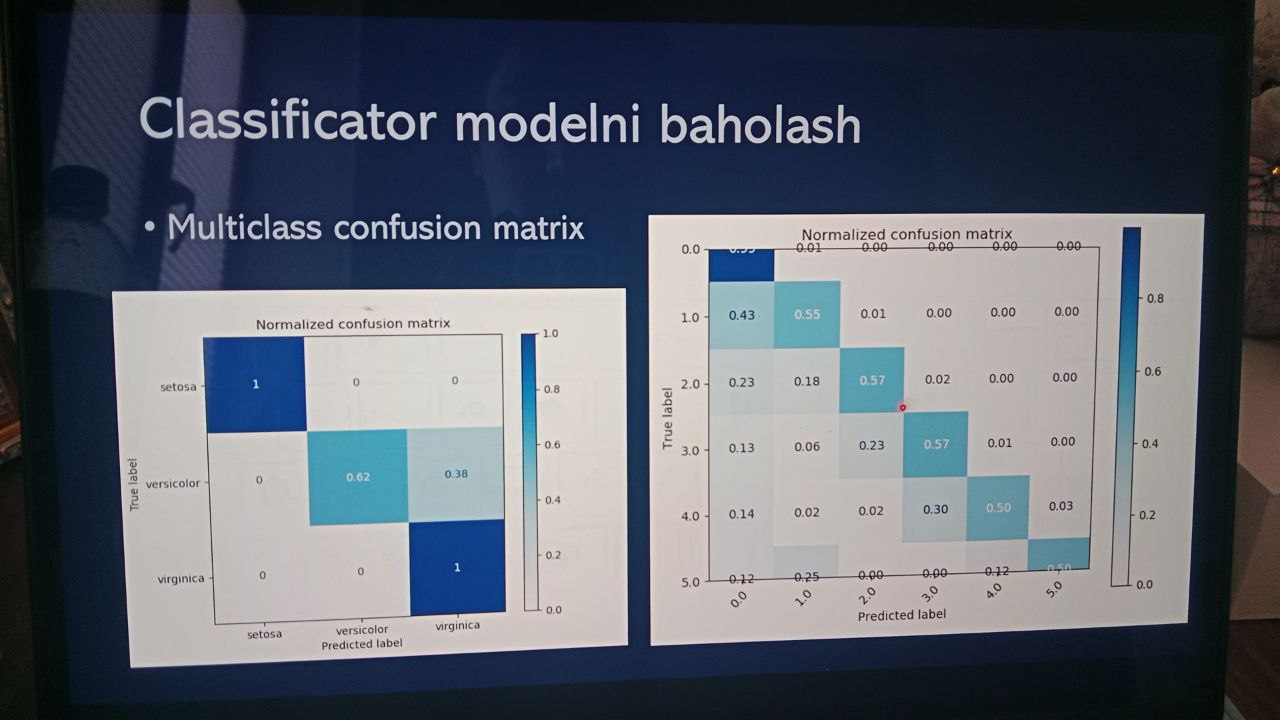 Classificator modelni baholash
• Multiclass confusion matrix
Normalized confusion matrix
True label
setosa 1 0 0
versicolor 0 0.62 0.38
virginica 0 0 1
setosa versicolor virginica
Predicted label
1.0
0.8
0.6
0.4
0.2
0.0
Normalized confusion matrix
True label
0.0 0.01 0.00 0.00 0.00 0.00
1.0 0.43 0.55 0.01 0.00 0.00 0.00
2.0 0.23 0.18 0.57 0.02 0.00 0.00
3.0 0.13 0.06 0.23 0.57 0.01 0.00
4.0 0.14 0.02 0.02 0.30 0.50 0.03
5.0 0.12 0.25 0.00 0.00 0.12 0.50
0.0 1.0 2.0 3.0 4.0 5.0
Predicted label
0.8
0.6
0.4
0.2
0.0